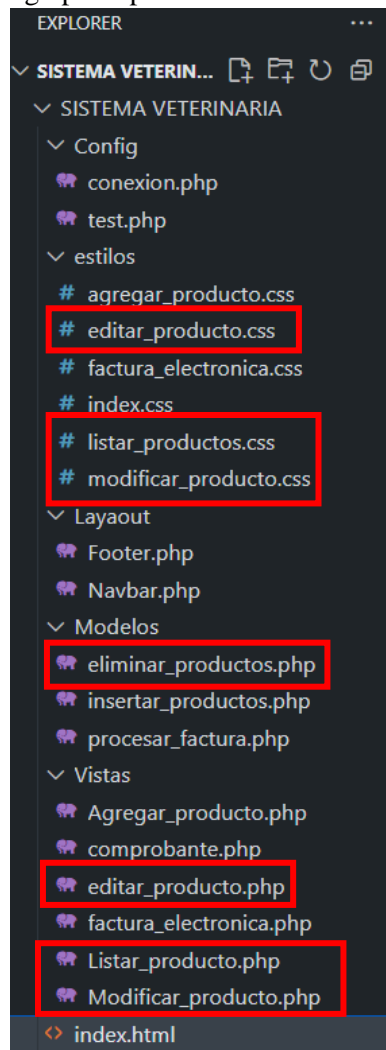 EXPLORER
SISTEMA VETERIN...
SISTEMA VETERINARIA
Config
conexion.php
test.php
estilos
# agregar_producto.css
# editar_producto.css
# factura_electronica.css
# index.css
# listar_productos.css
# modificar_producto.css
Layaout
Footer.php
Navbar.php
Modelos
eliminar_productos.php
insertar_productos.php
procesar_factura.php
Vistas
Agregar_producto.php
comprobante.php
editar_producto.php
factura_electronica.php
Listar_producto.php
Modificar_producto.php
<> index.html